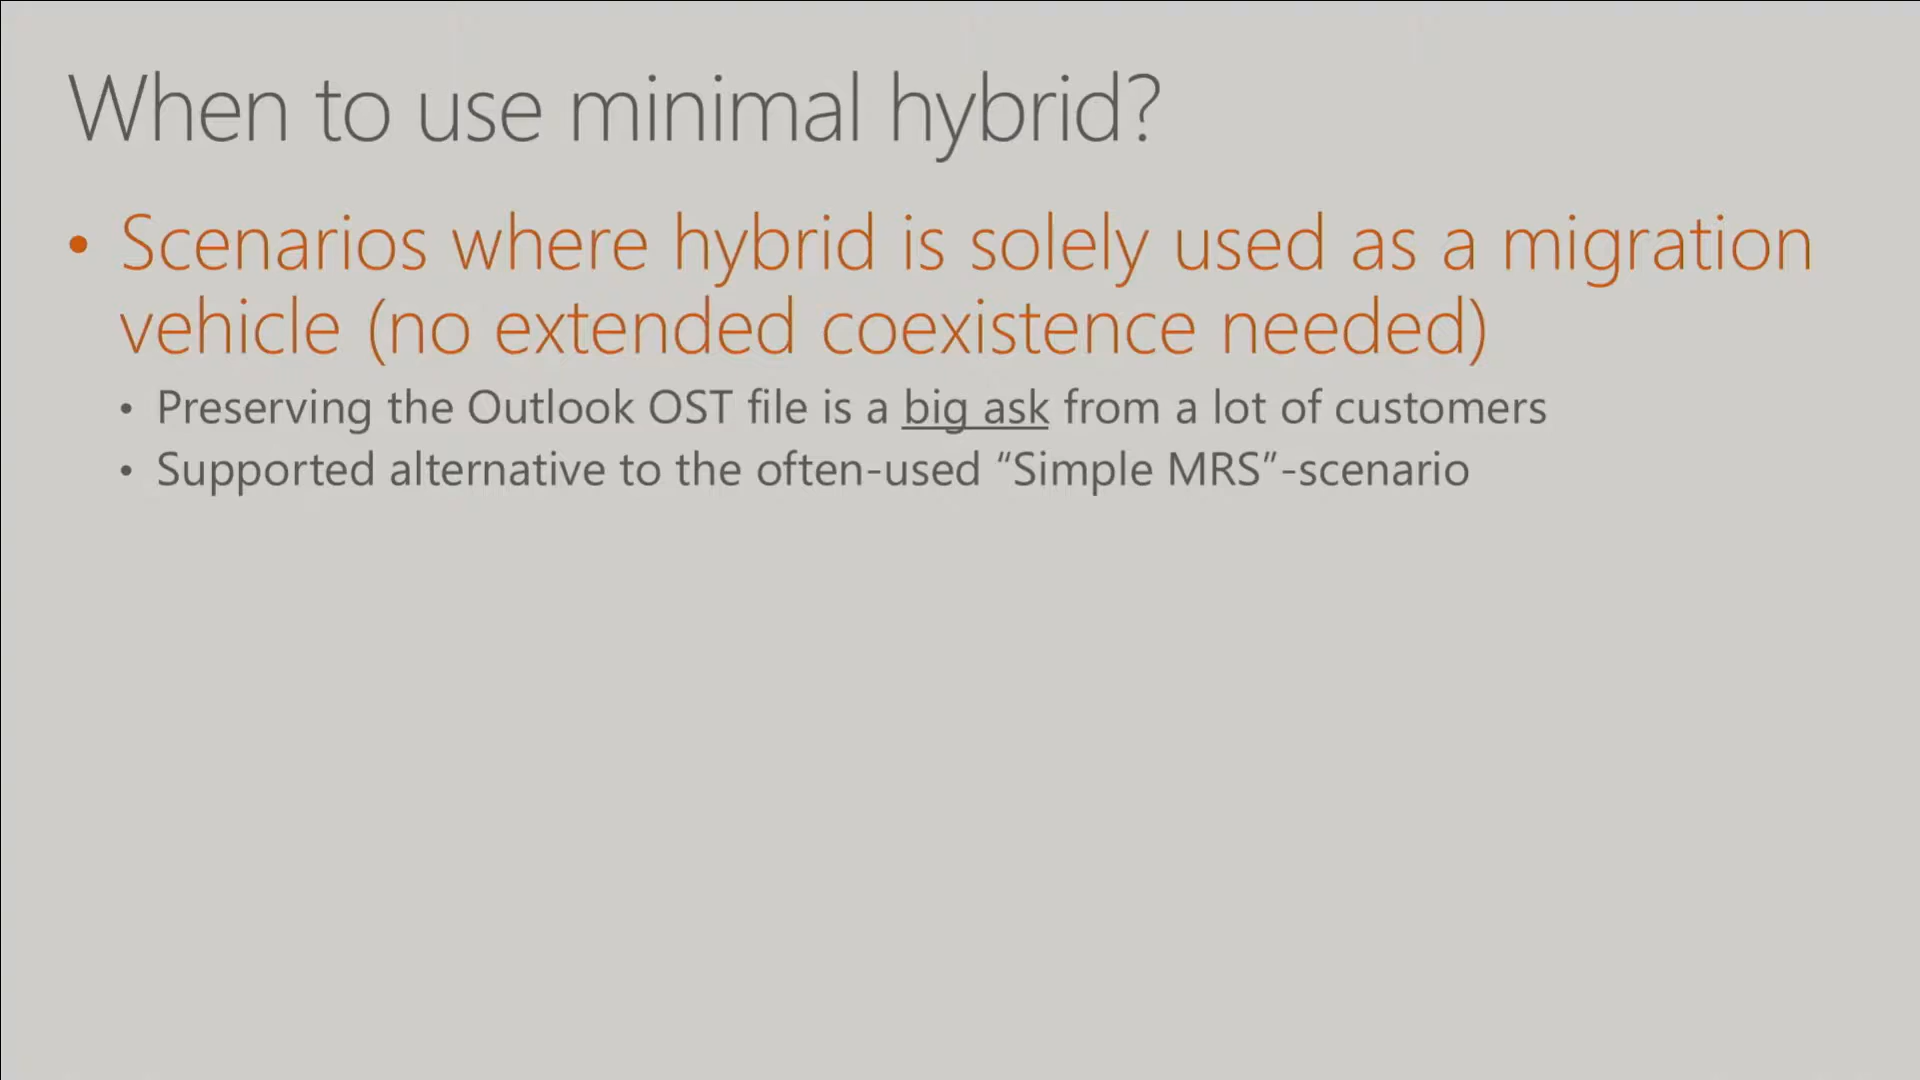 When to use minimal hybrid?
• Scenarios where hybrid is solely used as a migration
vehicle (no extended coexistence needed)
• Preserving the Outlook OST file is a big ask from a lot of customers
• Supported alternative to the often-used “Simple MRS”-scenario